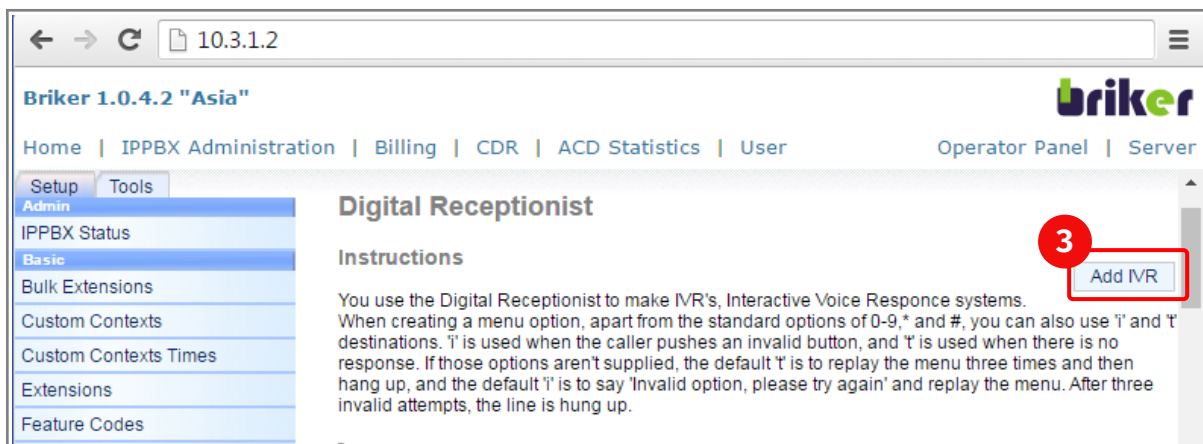 10.3.1.2
Briker 1.0.4.2 "Asia"
briker
Home | IPPBX Administration | Billing | CDR | ACD Statistics | User
Operator Panel | Server
Setup
Tools
Admin
IPPBX Status
Basic
Bulk Extensions
Custom Contexts
Custom Contexts Times
Extensions
Feature Codes
Digital Receptionist
Instructions
3
Add IVR
You use the Digital Receptionist to make IVR's, Interactive Voice Responce systems.
When creating a menu option, apart from the standard options of 0-9,* and #, you can also use 'i' and 't'
destinations. 'i' is used when the caller pushes an invalid button, and 't' is used when there is no
response. If those options aren't supplied, the default 't' is to replay the menu three times and then
hang up, and the default 'i' is to say 'Invalid option, please try again' and replay the menu. After three
invalid attempts, the line is hung up.